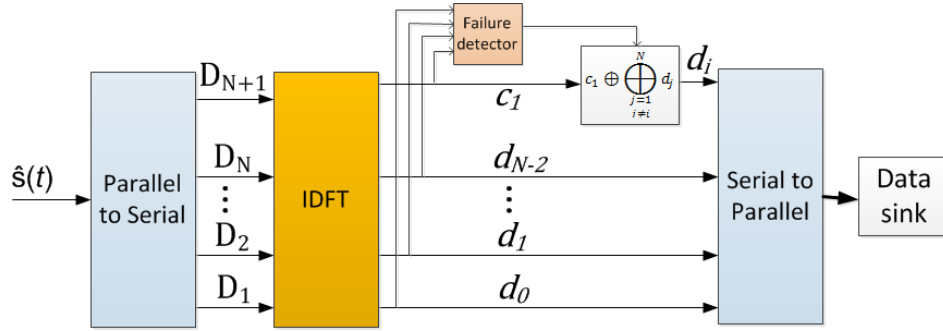 Failure
detector
D_{N+1}
c_1 ⊕ ⨁_{j=1, i≠i}^{N} d_j
d_i
c_1
ŝ(t)
Parallel
to Serial
D_N
⋮
D_2
D_1
IDFT
d_{N-2}
⋮
d_1
d_0
Serial to
Parallel
Data
sink